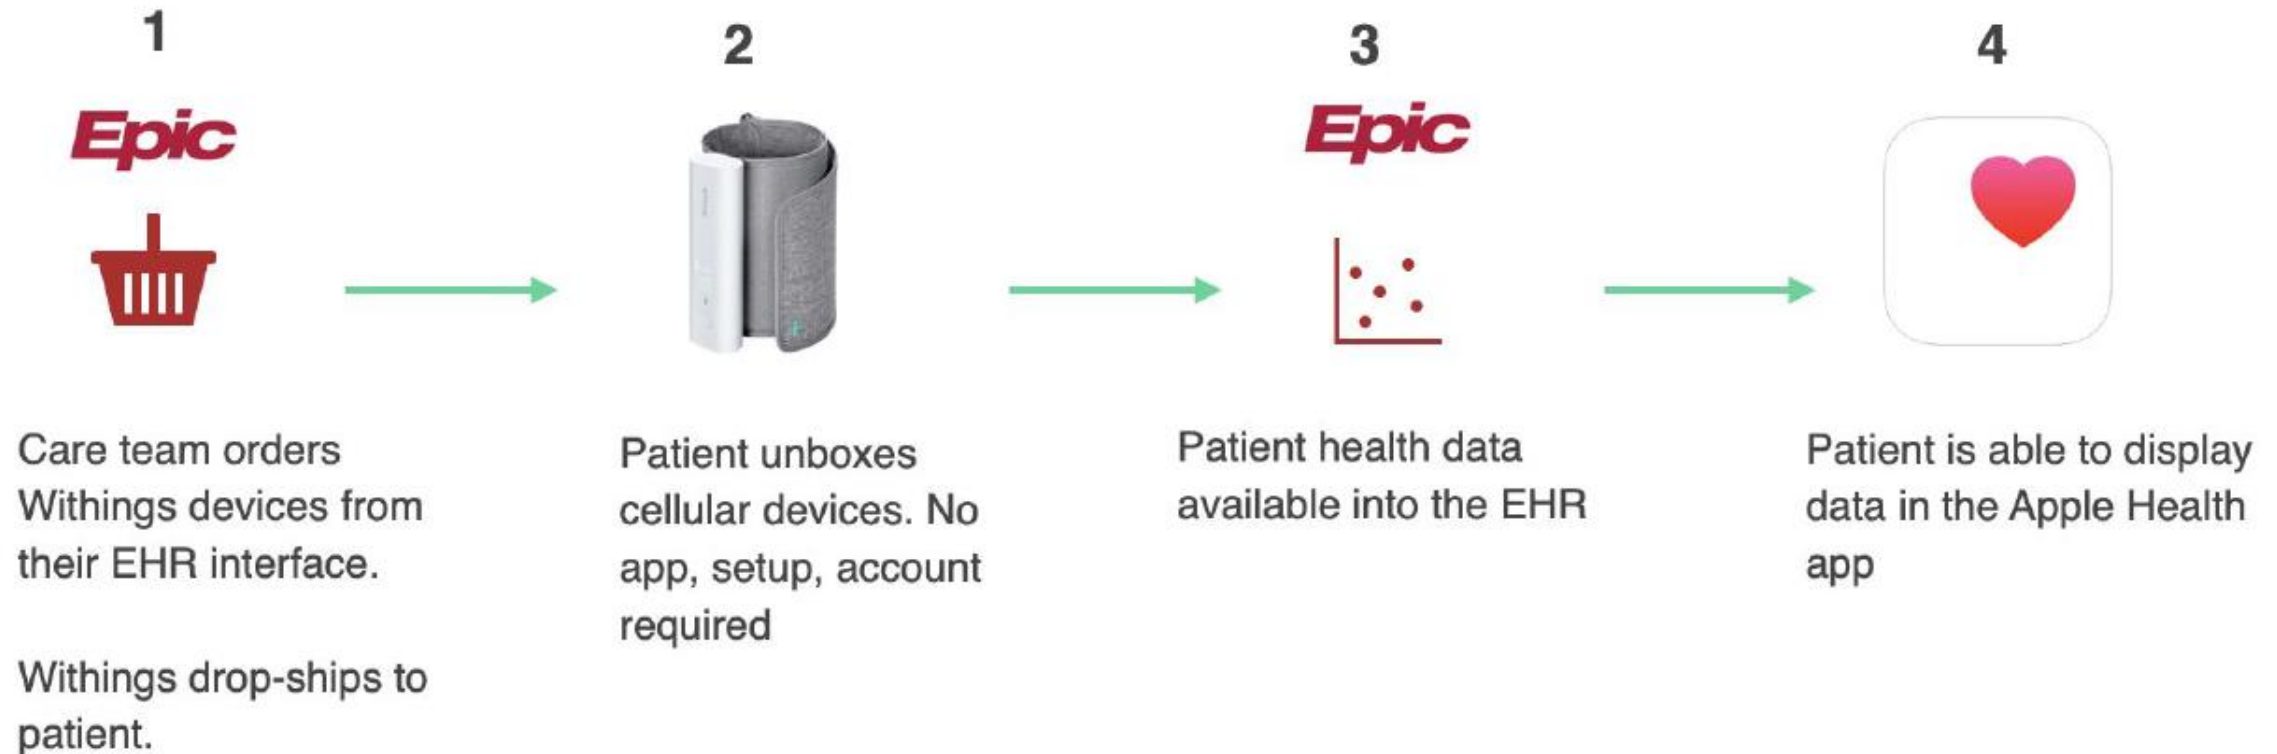 1
Epic
Care team orders
Withings devices from
their EHR interface.
Withings drop-ships to
patient.
2
Patient unboxes
cellular devices. No
app, setup, account
required
3
Epic
Patient health data
available into the EHR
4
Patient is able to display
data in the Apple Health
app